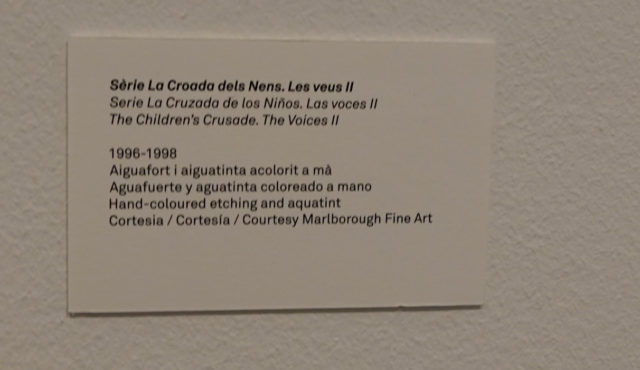 Sèrie La Croada dels Nens. Les veus II
Serie La Cruzada de los Niños. Las voces II
The Children's Crusade. The Voices II
1996-1998
Aiguafort i aiguatinta acolorit a mà
Aguafuerte y aguatinta coloreado a mano
Hand-coloured etching and aquatint
Cortesia / Cortesía / Courtesy Marlborough Fine Art